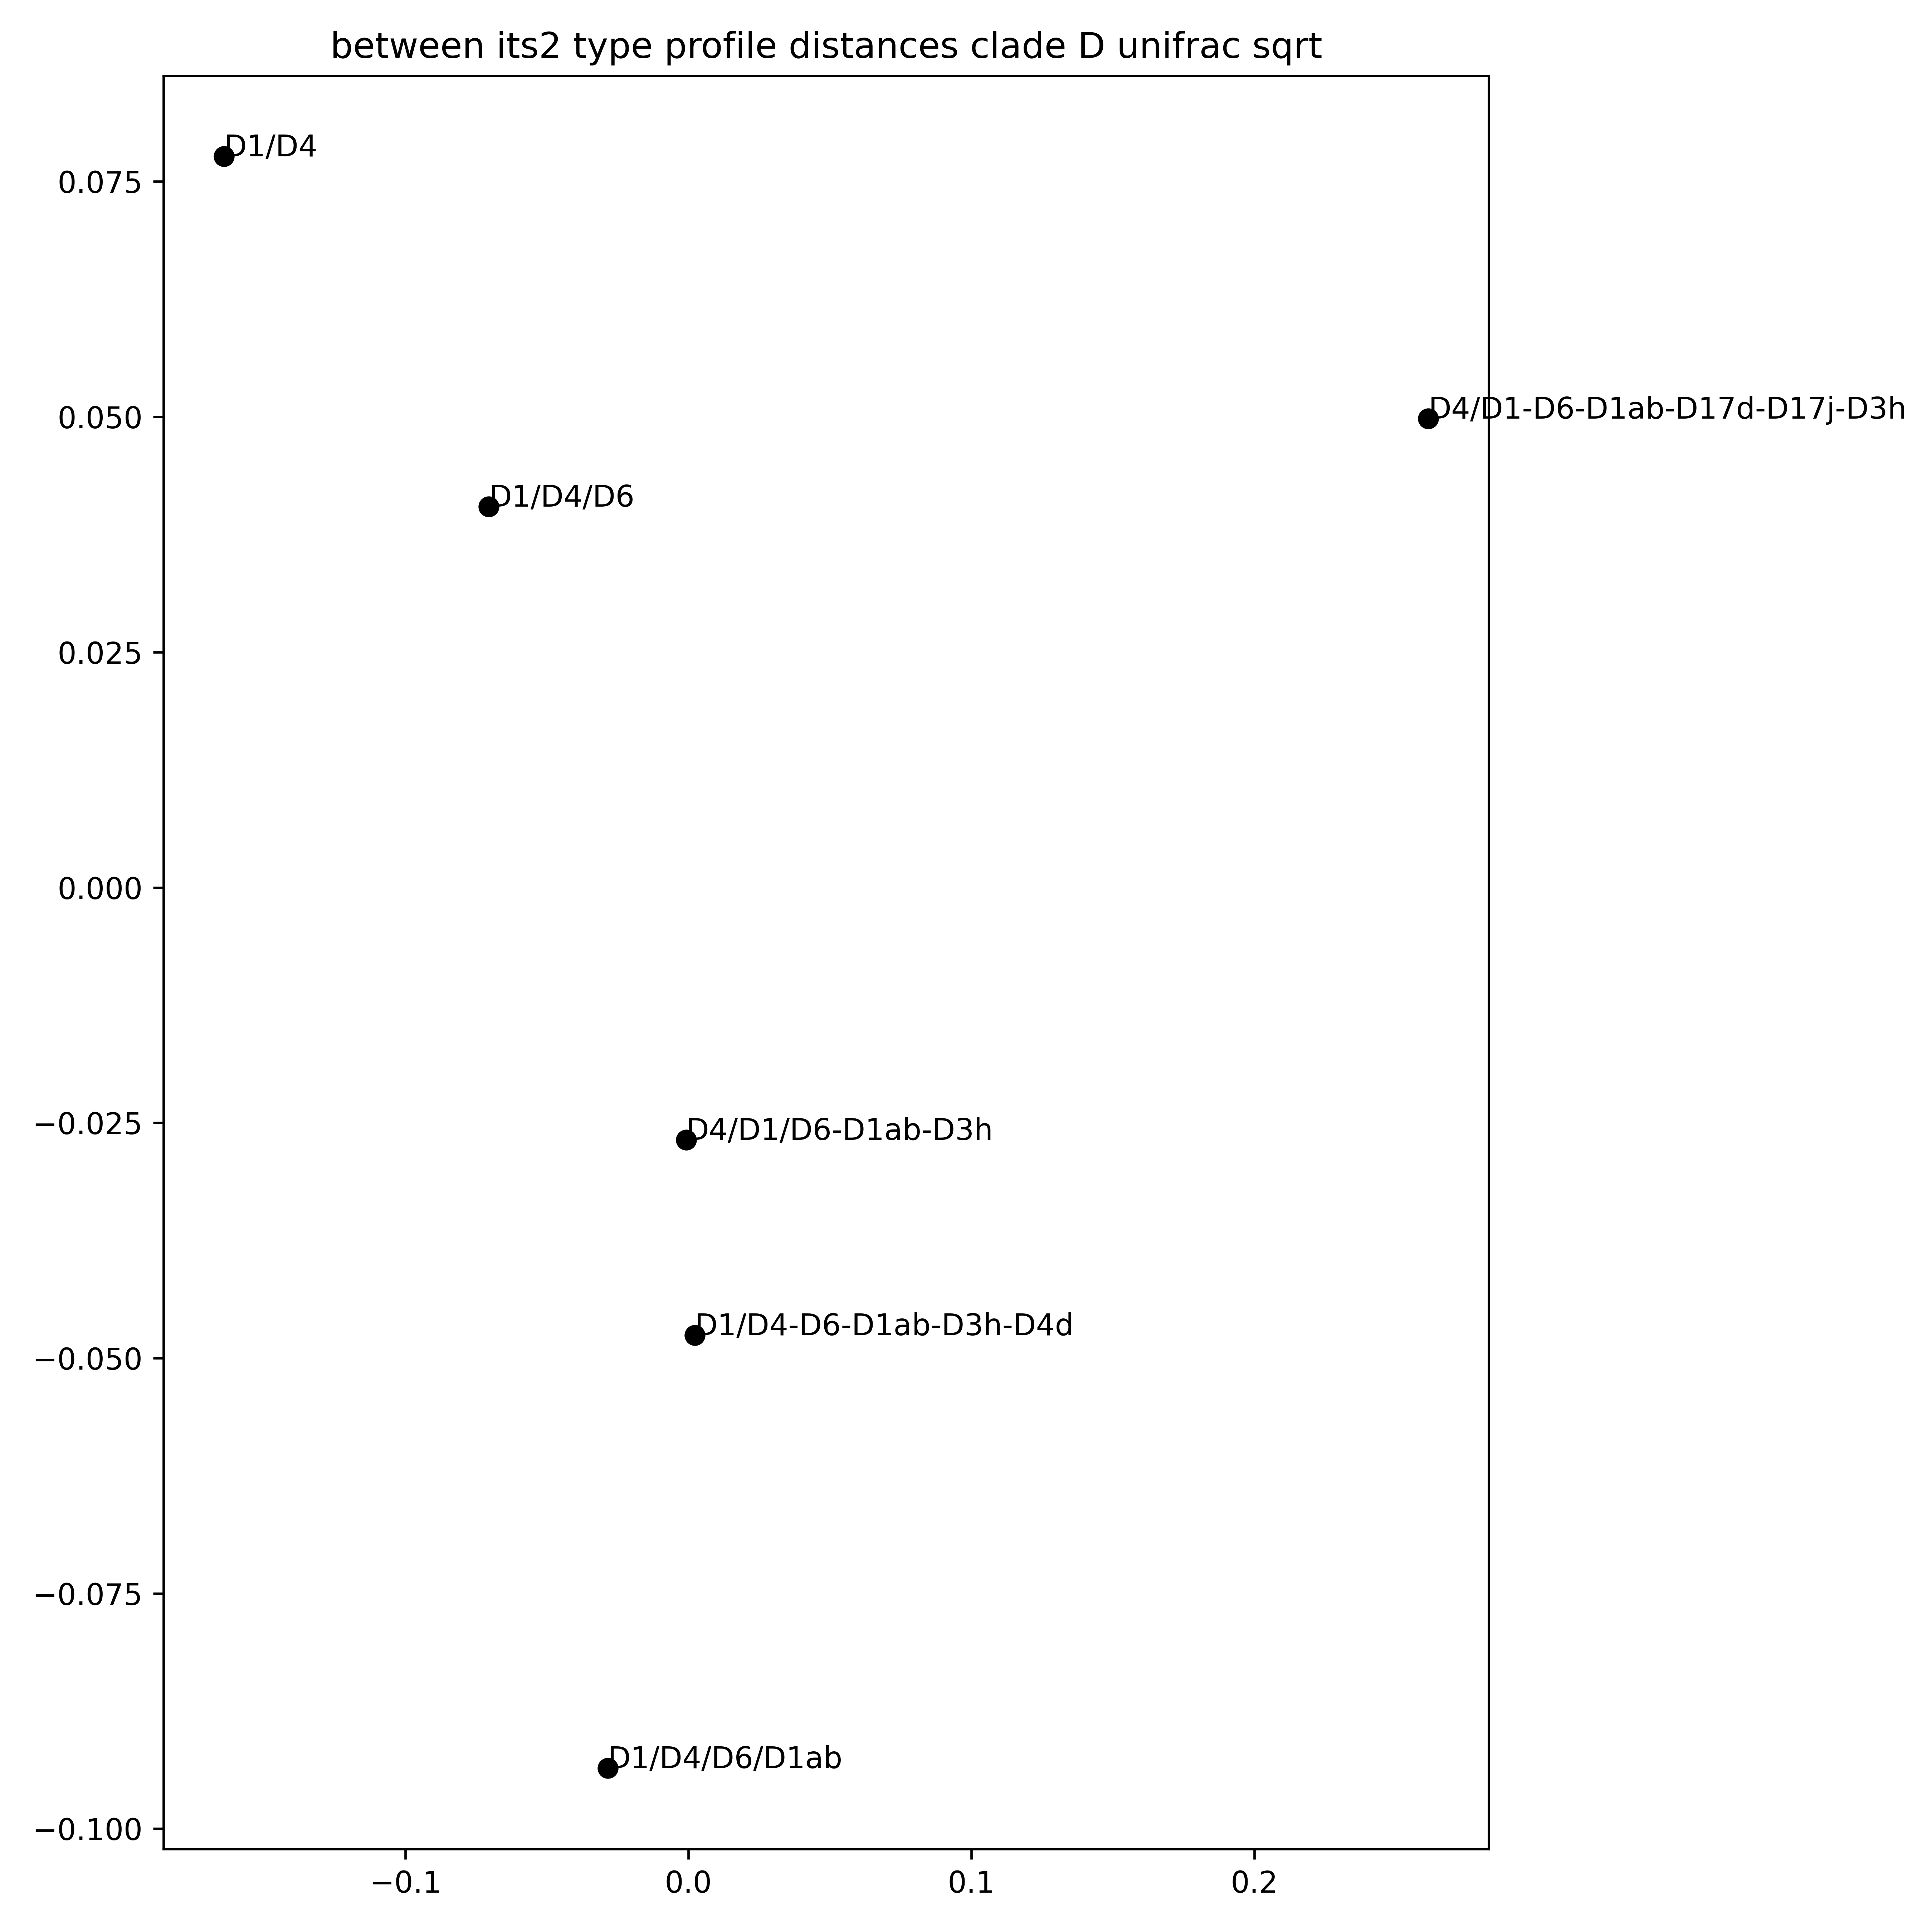 between its2 type profile distances clade D unifrac sqrt
D1/D4
0.075
D4/D1-D6-D1ab-D17d-D17j-D3h
0.050
D1/D4/D6
0.025
0.000
−0.025
D4/D1/D6-D1ab-D3h
D1/D4-D6-D1ab-D3h-D4d
−0.050
−0.075
D1/D4/D6/D1ab
−0.100
−0.1 0.0 0.1 0.2